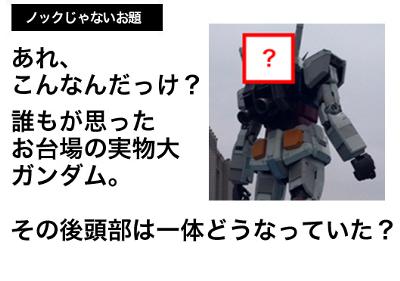 ノックじゃないお題
あれ、
こんなんだっけ？
誰もが思った
お台場の実物大
ガンダム。
？
その後頭部は一体どうなっていた？